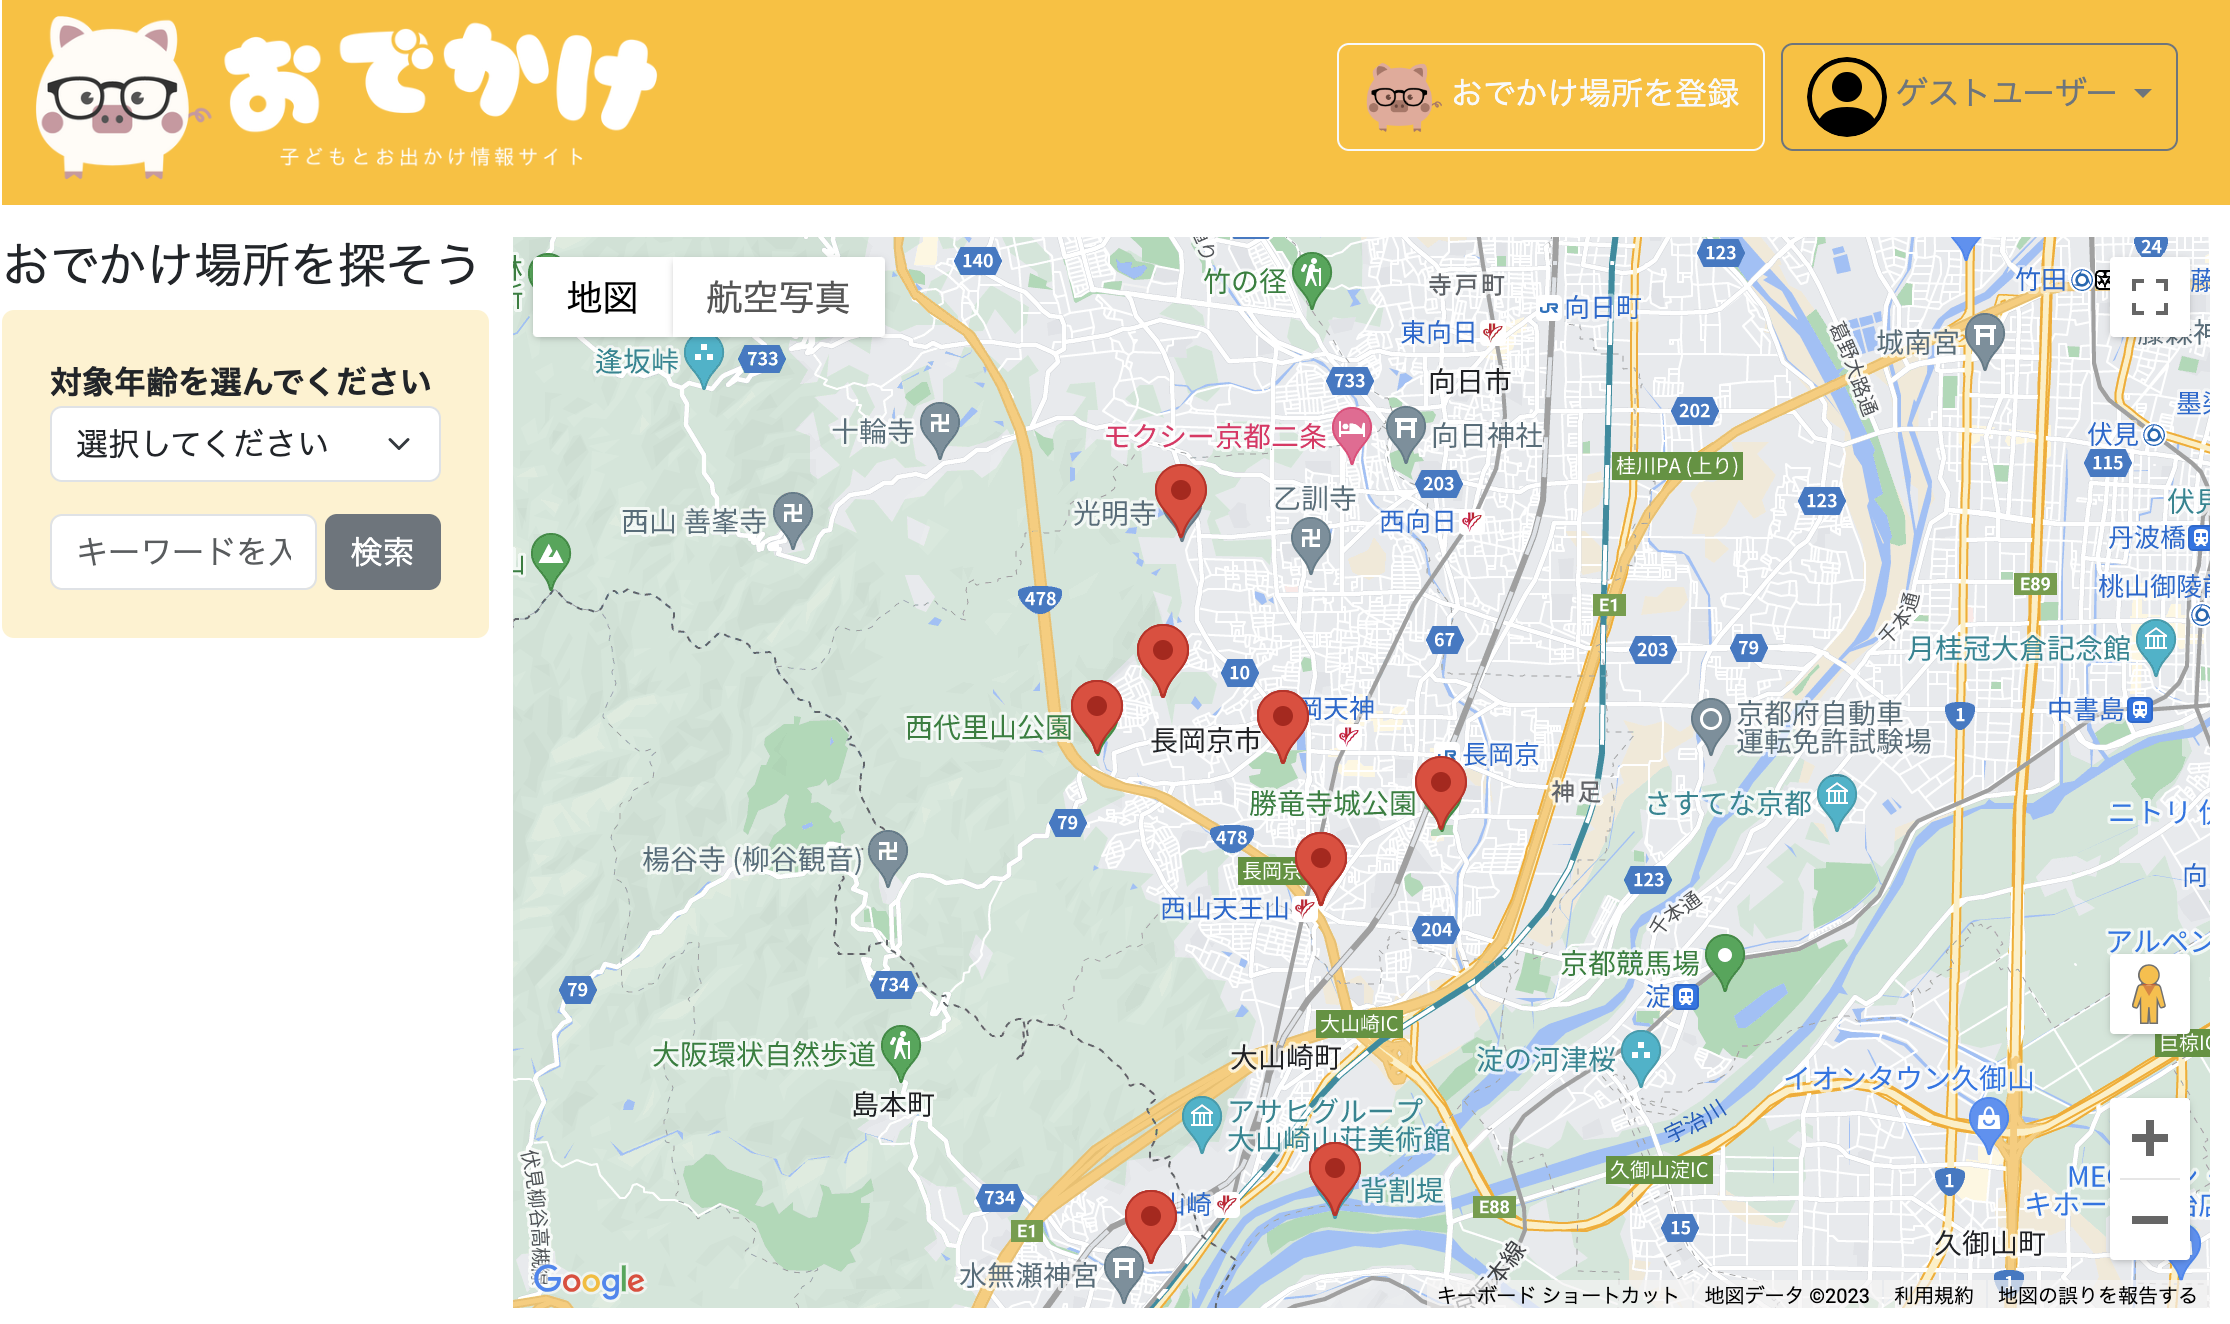 おでかけ
子どもとお出かけ情報サイト
おでかけ場所を登録
ゲストユーザー
おでかけ場所を探そう
対象年齢を選んでください
選択してください
キーワードを入
検索
地図
航空写真
140
123
24
竹の径
寺戸町
竹田
向日町
東向日
城南宮
葛野大路通
逢坂峠
733
733
向日市
202
十輪寺
モクシー京都二条
向日神社
伏見
115
桂川PA (上り)
203
123
光明寺
乙訓寺
西山 善峯寺
西向日
丹波橋
478
E1
E89
千本通
67
203
79
月桂冠大倉記念館
10
西代里山公園
長岡京市
岡天神
長岡京
京都府自動車
運転免許試験場
1
中書島
神足
勝竜寺城公園
さすてな京都
79
478
ニトリ
楊谷寺 (柳谷観音)
長岡京
123
西山天王山
204
千本通
アルペン
734
79
京都競馬場
淀
大山崎IC
大阪環状自然歩道
大山崎町
淀の河津桜
島本町
イオンタウン久御山
アサヒグループ
大山崎山荘美術館
宇治川
久御山淀IC
背割堤
734
山崎
E88
1
E1
15
キホー
久御山町
水無瀬神宮
1
Google
キーボード ショートカット
地図データ ©2023
利用規約
地図の誤りを報告する